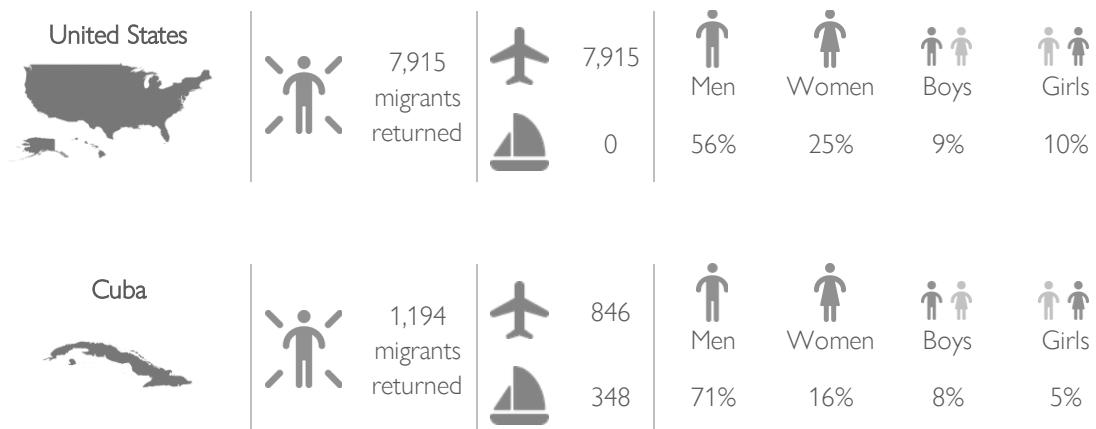 United States
7,915
migrants
returned
7,915
0
Men Women Boys Girls
56% 25% 9% 10%
Cuba
1,194
migrants
returned
846
348
Men Women Boys Girls
71% 16% 8% 5%